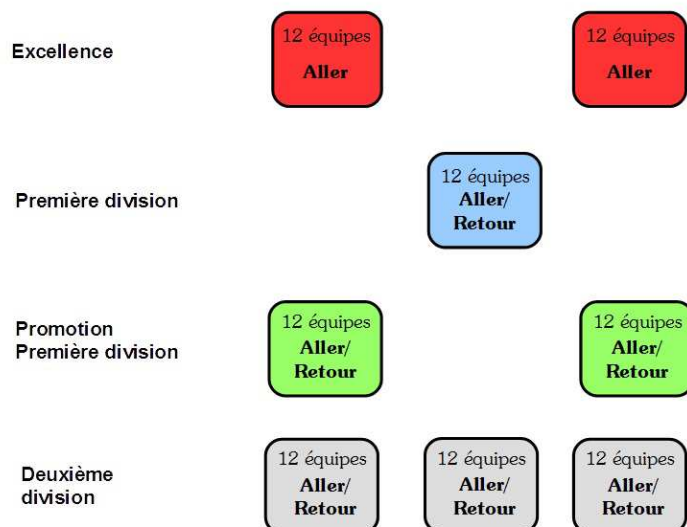 Excellence
12 équipes
Aller
12 équipes
Aller
Première division
12 équipes
Aller/
Retour
Promotion
Première division
12 équipes
Aller/
Retour
12 équipes
Aller/
Retour
Deuxième
division
12 équipes
Aller/
Retour
12 équipes
Aller/
Retour
12 équipes
Aller/
Retour